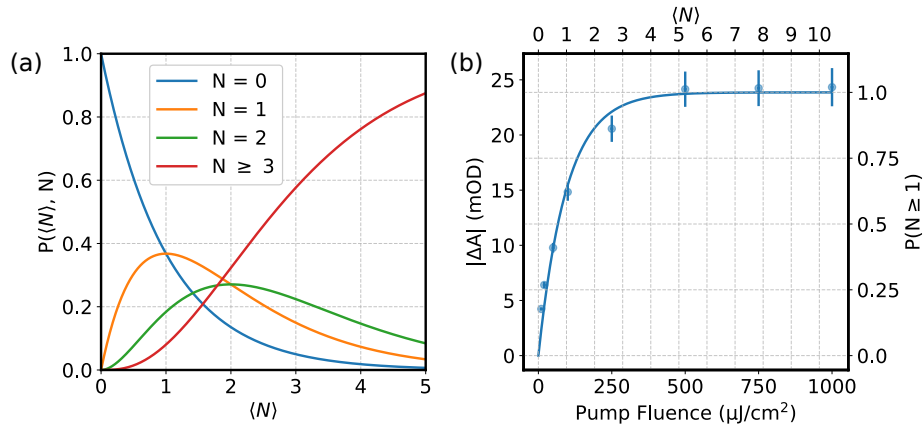 (a)
1.0
0.8
0.6
0.4
0.2
0.0
P(⟨N⟩, N)
N = 0
N = 1
N = 2
N ≥ 3
0 1 2 3 4 5
⟨N⟩
(b)
⟨N⟩
0 1 2 3 4 5 6 7 8 9 10
25
20
15
10
5
0
|ΔA| (mOD)
1.0
0.75
0.5
0.25
0.0
P(N ≥ 1)
0 250 500 750 1000
Pump Fluence (μJ/cm²)